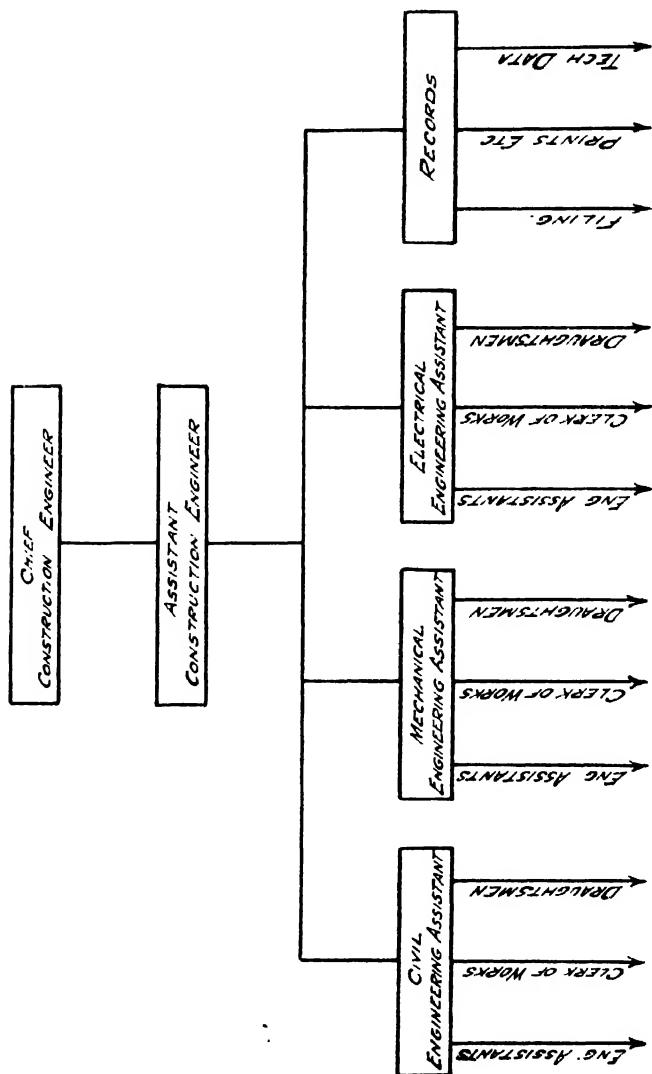 CHIEF
CONSTRUCTION ENGINEER
ASSISTANT
CONSTRUCTION ENGINEER
CIVIL
ENGINEERING ASSISTANT
MECHANICAL
ENGINEERING ASSISTANT
ELECTRICAL
ENGINEERING ASSISTANT
RECORDS
ENG. ASSISTANTS
CLERK OF WORKS
DRAUGHTSMEN
ENG ASSISTANTS
CLERK OF WORKS
DRAUGHTSMEN
ENG ASSISTANTS
CLERK OF WORKS
DRAUGHTSMEN
FILING.
PRINTS ETC
TECH DATA